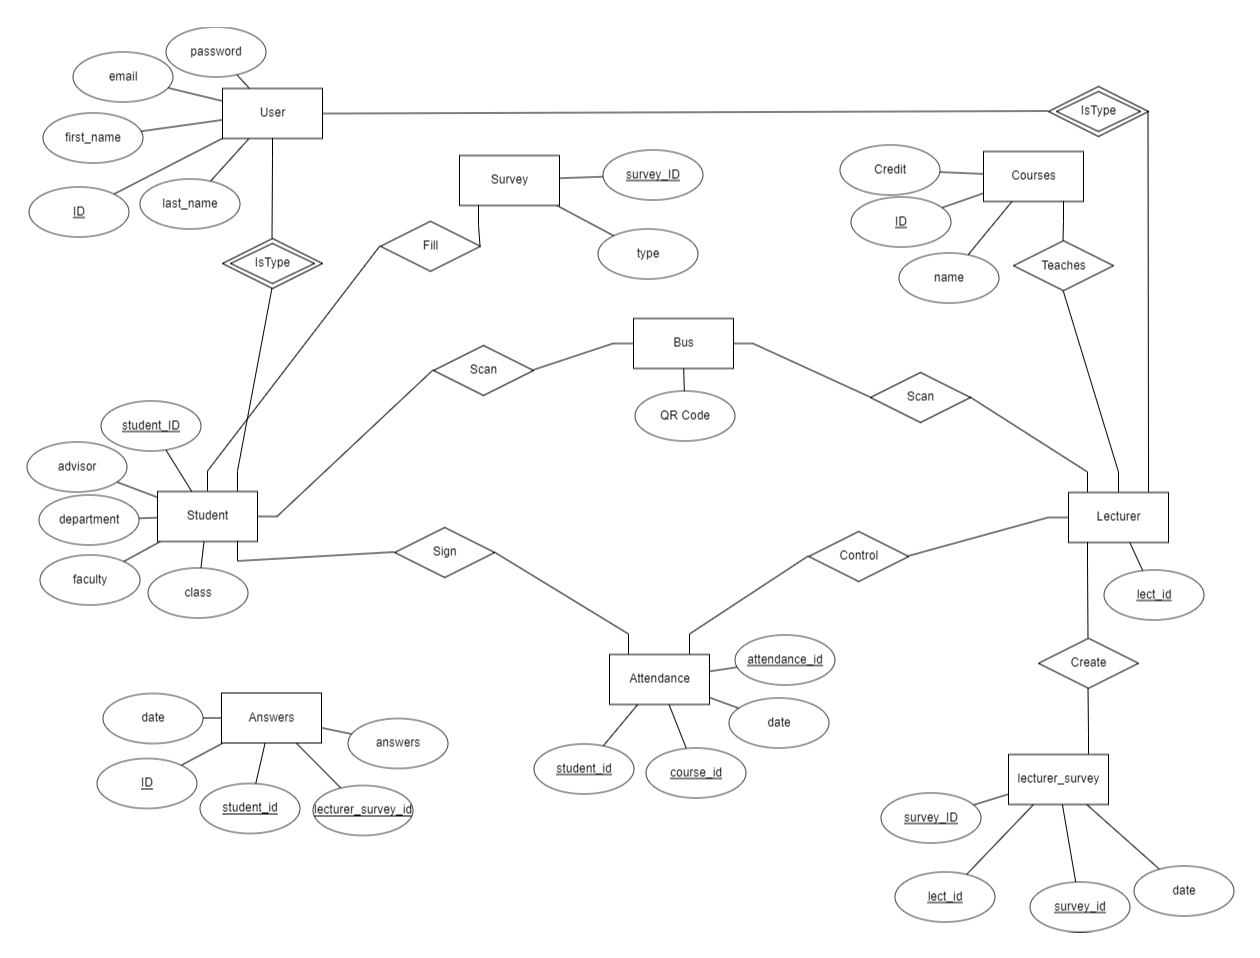 password
email
User
IsType
first_name
Survey
survey_ID
Credit
Courses
ID
last_name
ID
Fill
type
IsType
Teaches
name
Bus
Scan
Scan
QR Code
student_ID
advisor
department
Student
Lecturer
Sign
Control
faculty
class
lect_id
attendance_id
Create
Attendance
date
Answers
date
answers
student_id
course_id
lecturer_survey
ID
student_id
lecturer_survey_id
survey_ID
lect_id
survey_id
date